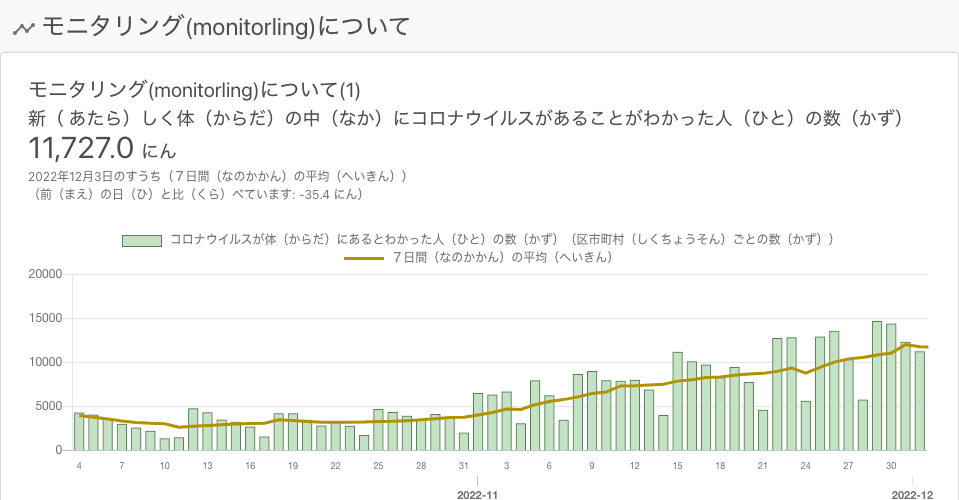 モニタリング(monitorling)について
モニタリング(monitorling)について(1)
新（ あたら）しく体（からだ）の中（なか）にコロナウイルスがあることがわかった人（ひと）の数（かず）
11,727.0 にん
2022年12月3日のすうち（７日間（なのかかん）の平均（へいきん））
（前（まえ）の日（ひ）と比（くら）べています: -35.4 にん）
コロナウイルスが体（からだ）にあるとわかった人（ひと）の数（かず）（区市町村（しくちょうそん）ごとの数（かず））
７日間（なのかかん）の平均（へいきん）
20000
15000
10000
5000
0
4 7 10 13 16 19 22 25 28 31 3 6 9 12 15 18 21 24 27 30
2022-11 2022-12